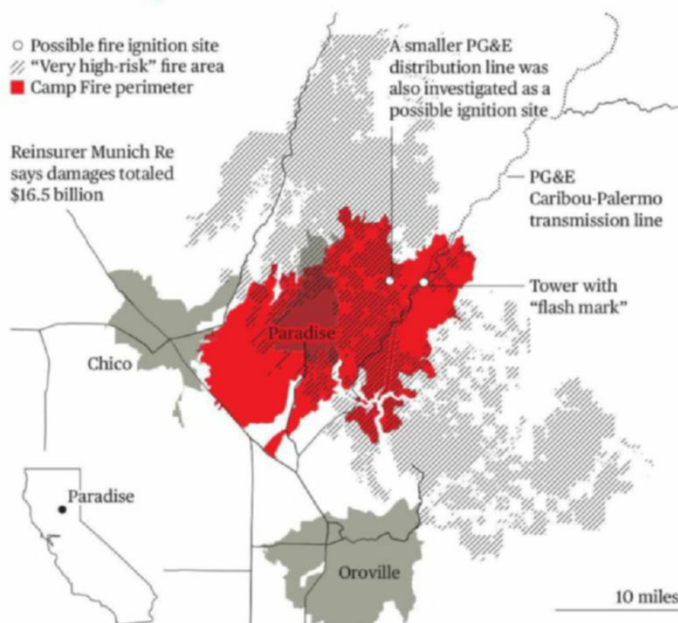 Possible fire ignition site
"Very high-risk" fire area
Camp Fire perimeter
A smaller PG&E
distribution line was
also investigated as a
possible ignition site
Reinsurer Munich Re
says damages totaled
$16.5 billion
PG&E
Caribou-Palermo
transmission line
Tower with
"flash mark"
Paradise
Chico
Paradise
Oroville
10 miles